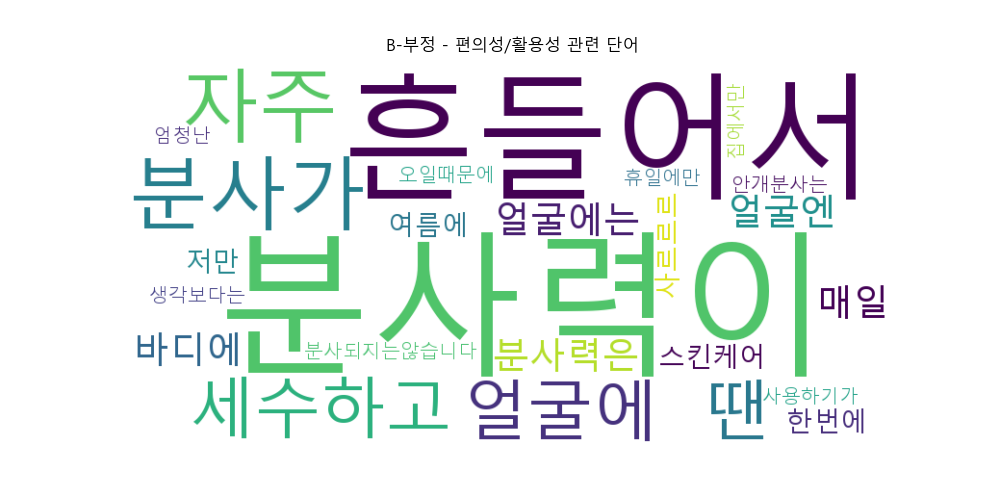 B-부정 - 편의성/활용성 관련 단어
자주
흔들어서
집에서만
엄청난
분사가
오일때문에
휴일에만
안개분사는
여름에
얼굴에는
사르르르
얼굴엔
저만
분사력이
생각보다는
매일
바디에
분사되지는않습니다
분사력은
스킨케어
세수하고
얼굴에
땐
사용하기가
한번에